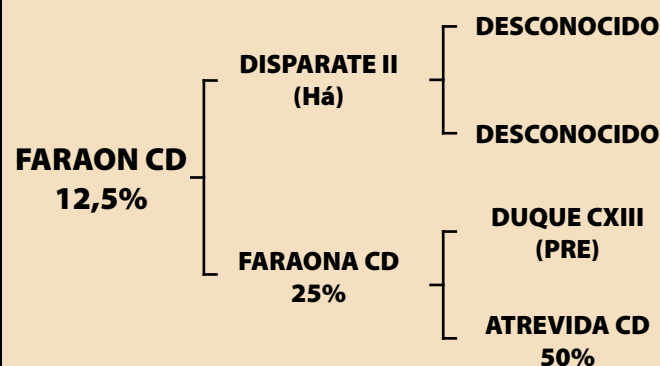 FARAON CD
12,5%
DISPARATE II
(Há)
FARAONA CD
25%
DESCONOCIDO
DESCONOCIDO
DUQUE CXIII
(PRE)
ATREVIDA CD
50%